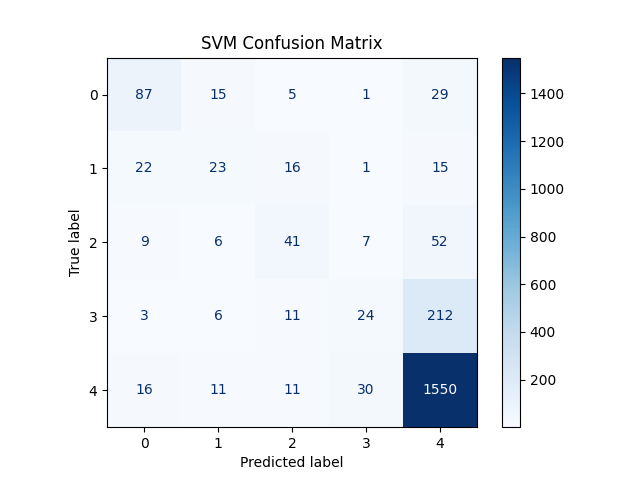 SVM Confusion Matrix
True label
0 87 15 5 1 29
1 22 23 16 1 15
2 9 6 41 7 52
3 3 6 11 24 212
4 16 11 11 30 1550
0 1 2 3 4
Predicted label
1400
1200
1000
800
600
400
200